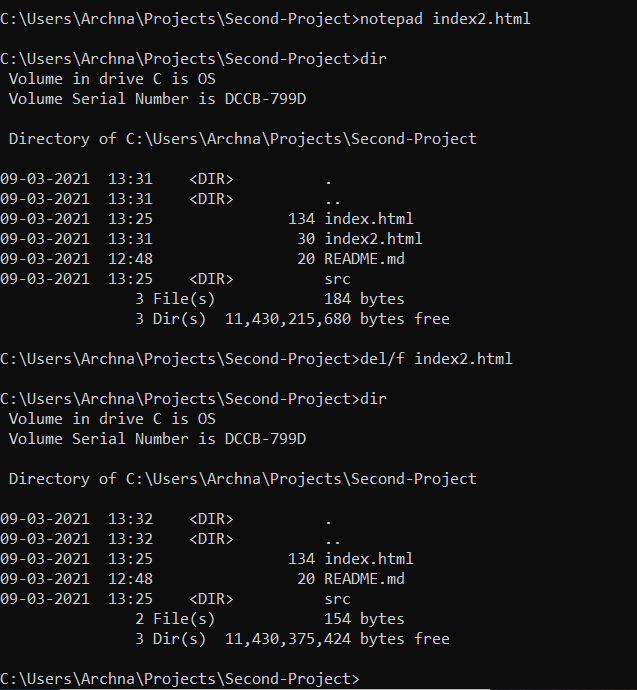 C:\Users\Archna\Projects\Second-Project>notepad index2.html
C:\Users\Archna\Projects\Second-Project>dir
 Volume in drive C is OS
 Volume Serial Number is DCCB-799D
 Directory of C:\Users\Archna\Projects\Second-Project
09-03-2021  13:31    <DIR>          .
09-03-2021  13:31    <DIR>          ..
09-03-2021  13:25               134 index.html
09-03-2021  13:31                30 index2.html
09-03-2021  12:48                20 README.md
09-03-2021  13:25    <DIR>          src
               3 File(s)            184 bytes
               3 Dir(s)  11,430,215,680 bytes free
C:\Users\Archna\Projects\Second-Project>del/f index2.html
C:\Users\Archna\Projects\Second-Project>dir
 Volume in drive C is OS
 Volume Serial Number is DCCB-799D
 Directory of C:\Users\Archna\Projects\Second-Project
09-03-2021  13:32    <DIR>          .
09-03-2021  13:32    <DIR>          ..
09-03-2021  13:25               134 index.html
09-03-2021  12:48                20 README.md
09-03-2021  13:25    <DIR>          src
               2 File(s)            154 bytes
               3 Dir(s)  11,430,375,424 bytes free
C:\Users\Archna\Projects\Second-Project>